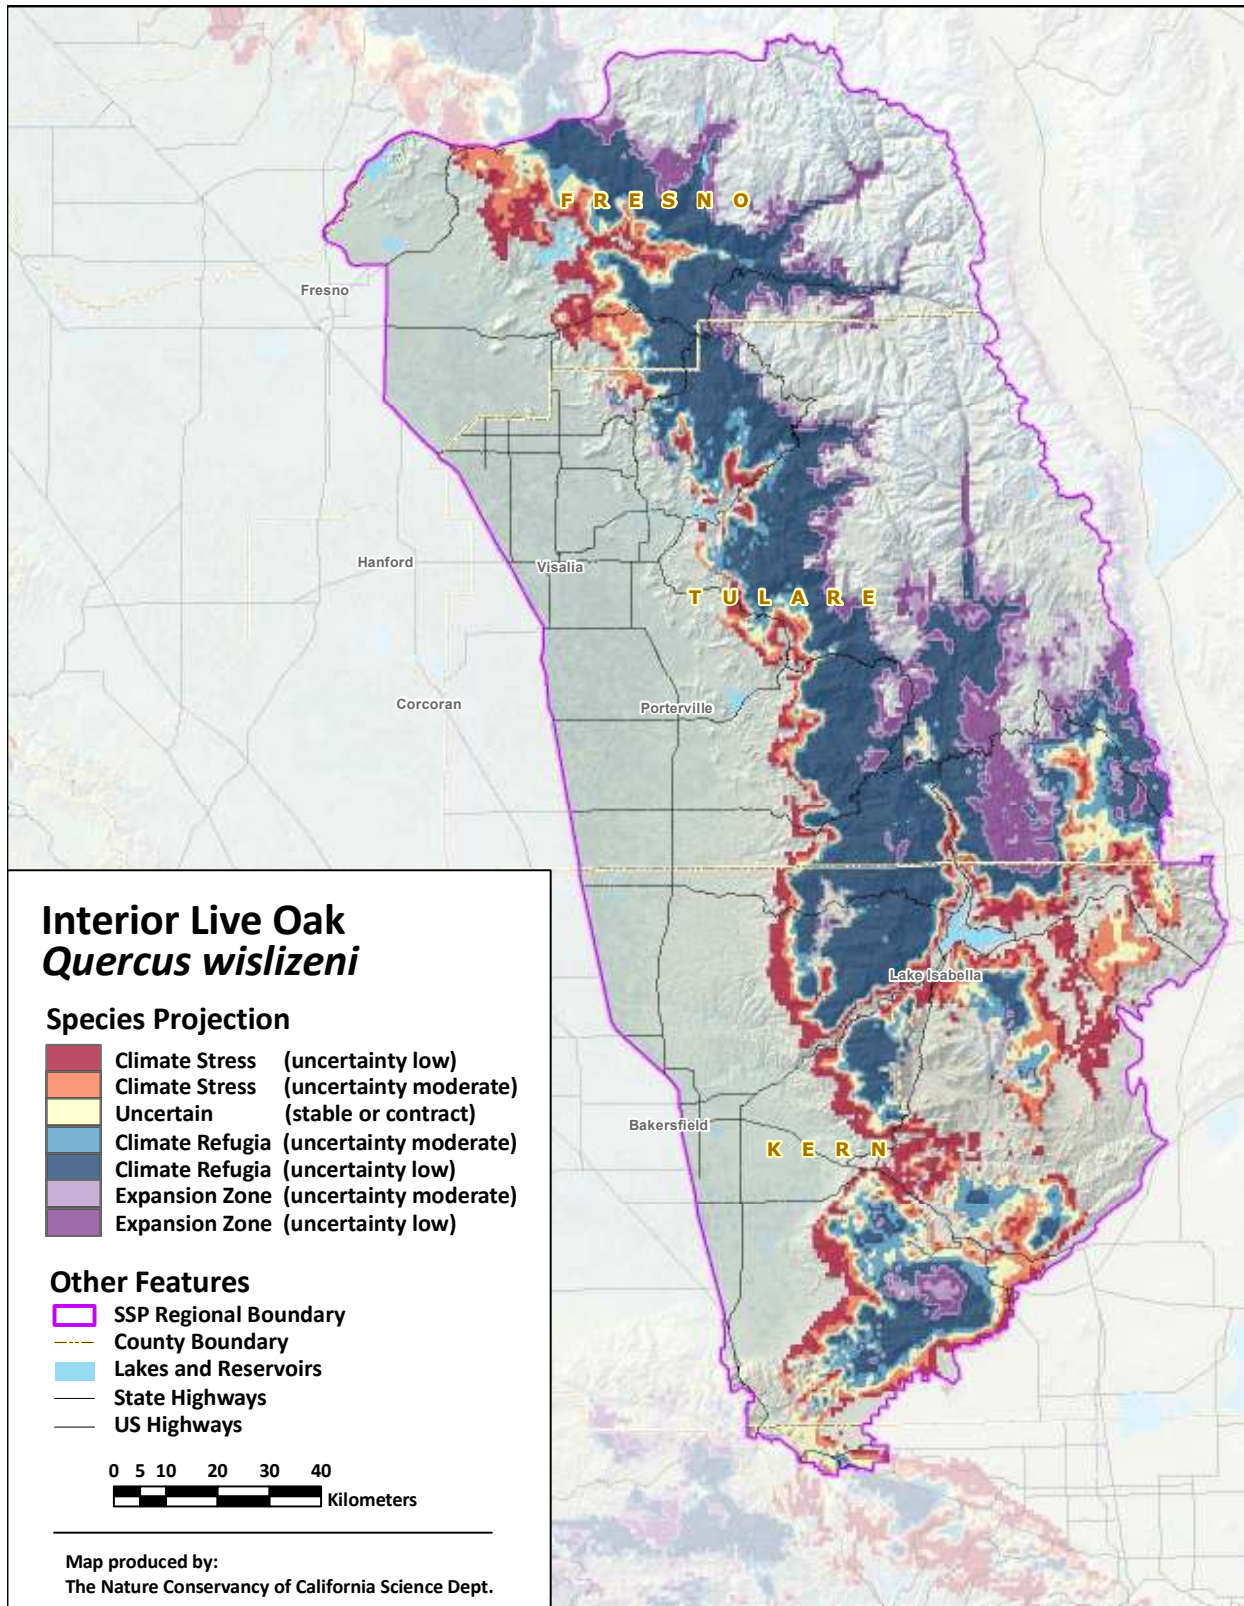 F R E S N O
Fresno
Hanford
Visalia
T U L A R E
Corcoran
Porterville
Lake Isabella
Bakersfield
K E R N
Interior Live Oak
Quercus wislizeni
Species Projection
Climate Stress (uncertainty low)
Climate Stress (uncertainty moderate)
Uncertain (stable or contract)
Climate Refugia (uncertainty moderate)
Climate Refugia (uncertainty low)
Expansion Zone (uncertainty moderate)
Expansion Zone (uncertainty low)
Other Features
SSP Regional Boundary
County Boundary
Lakes and Reservoirs
State Highways
US Highways
0 5 10 20 30 40
Kilometers
Map produced by:
The Nature Conservancy of California Science Dept.